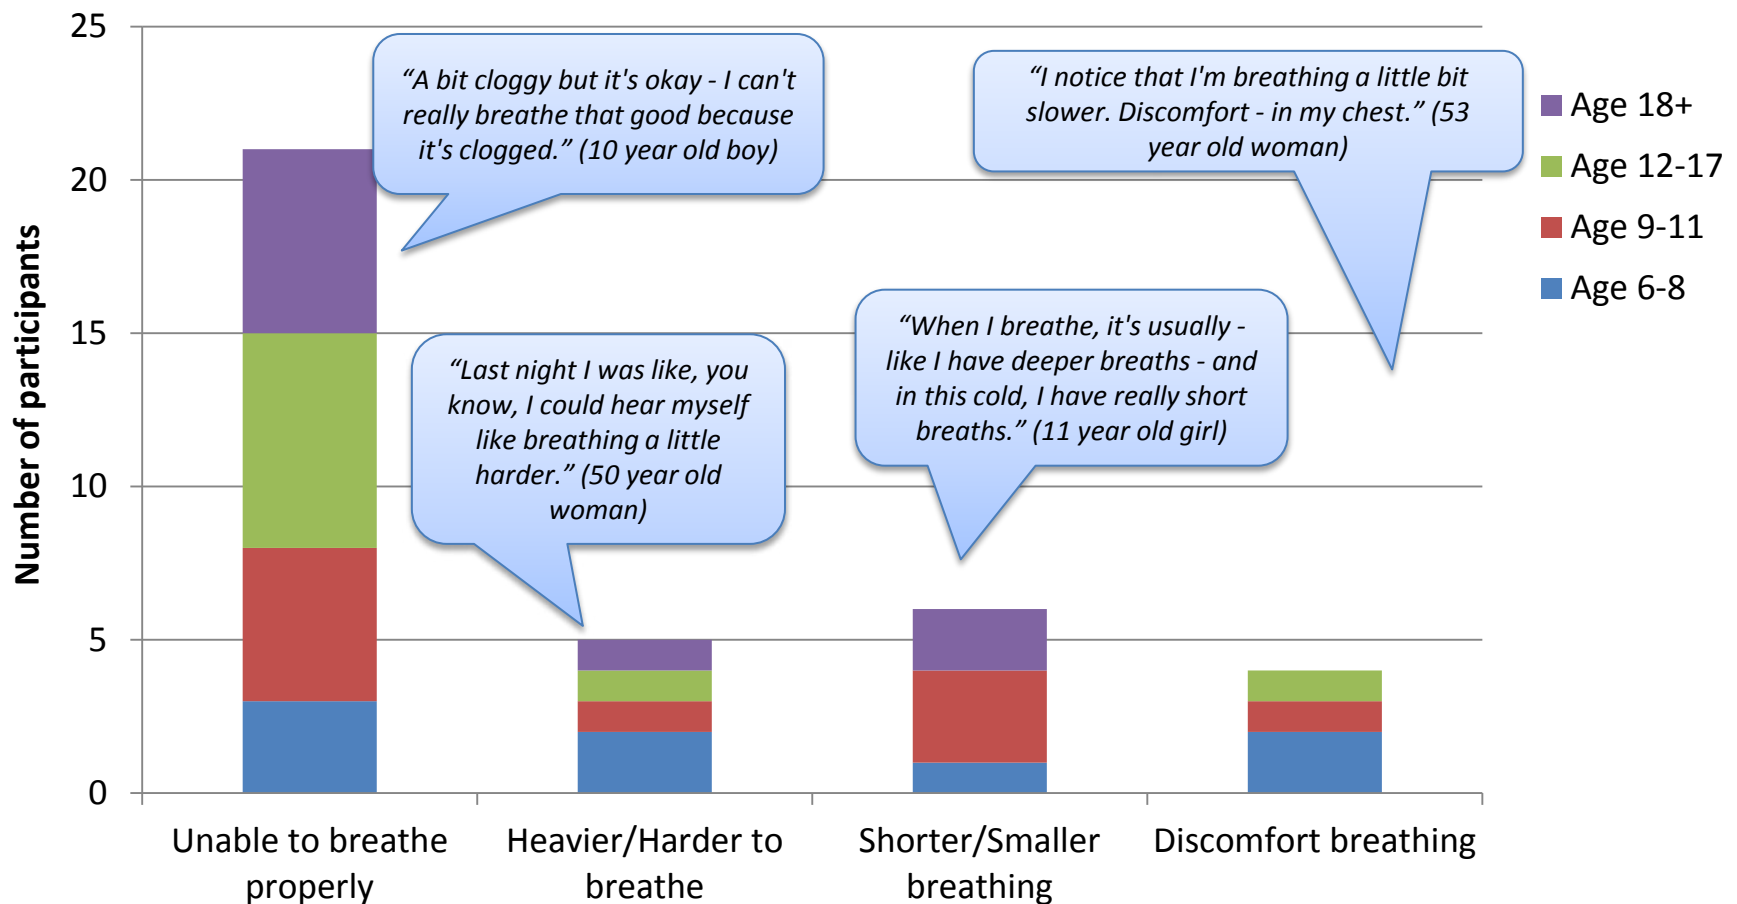 25
20
15
10
5
0
Number of participants
“A bit cloggy but it's okay - I can't
really breathe that good because
it's clogged.” (10 year old boy)
“I notice that I'm breathing a little bit
slower. Discomfort - in my chest.” (53
year old woman)
“Last night I was like, you
know, I could hear myself
like breathing a little
harder.” (50 year old
woman)
“When I breathe, it's usually -
like I have deeper breaths - and
in this cold, I have really short
breaths.” (11 year old girl)
Age 18+
Age 12-17
Age 9-11
Age 6-8
Unable to breathe
properly
Heavier/Harder to
breathe
Shorter/Smaller
breathing
Discomfort breathing